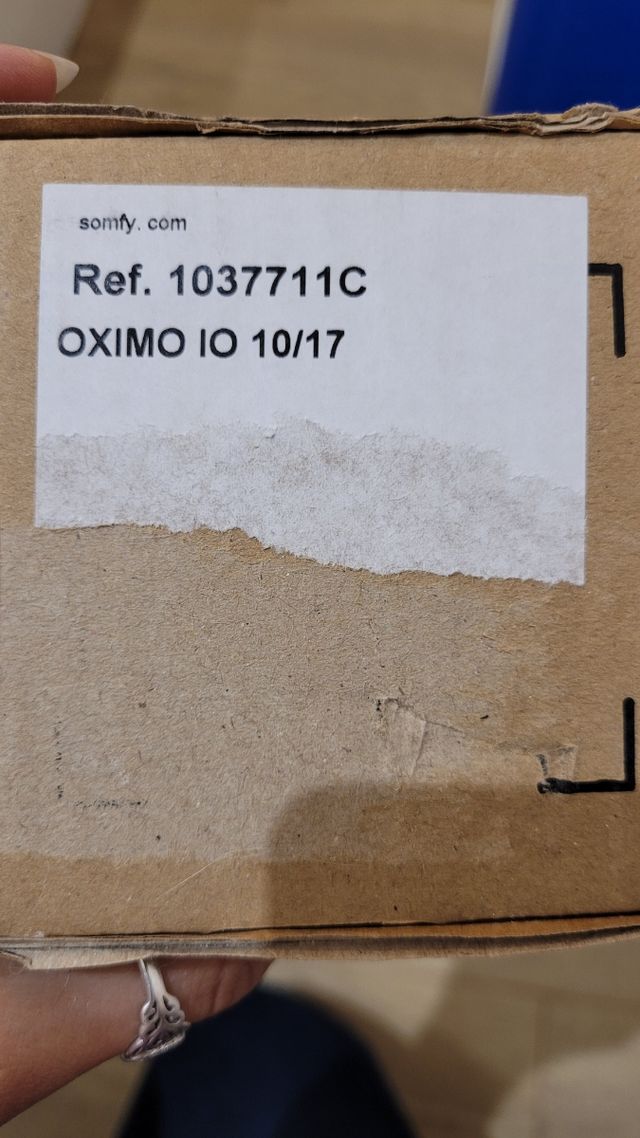 somfy. com
Ref. 1037711C
OXIMO IO 10/17